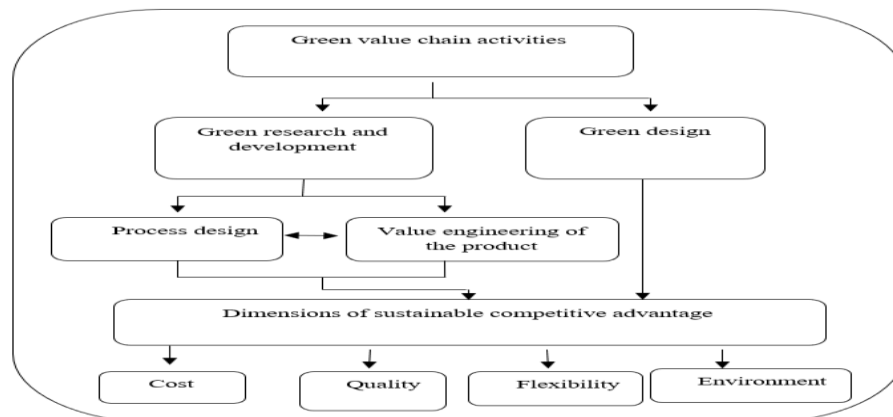 Green value chain activities
Green research and
development
Green design
Process design
Value engineering of
the product
Dimensions of sustainable competitive advantage
Cost
Quality
Flexibility
Environment